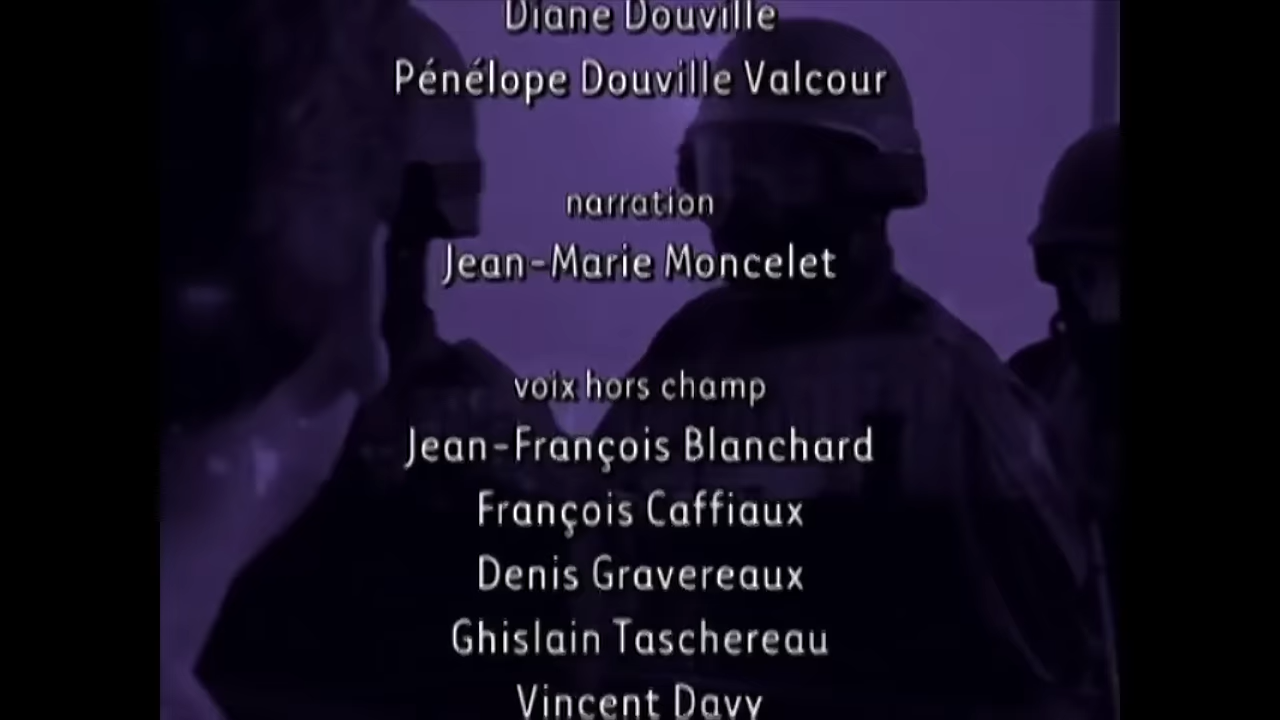 Diane Douville
Pénélope Douville Valcour
narration
Jean-Marie Moncelet
voix hors champ
Jean-François Blanchard
François Caffiaux
Denis Gravereaux
Ghislain Taschereau
Vincent Davy